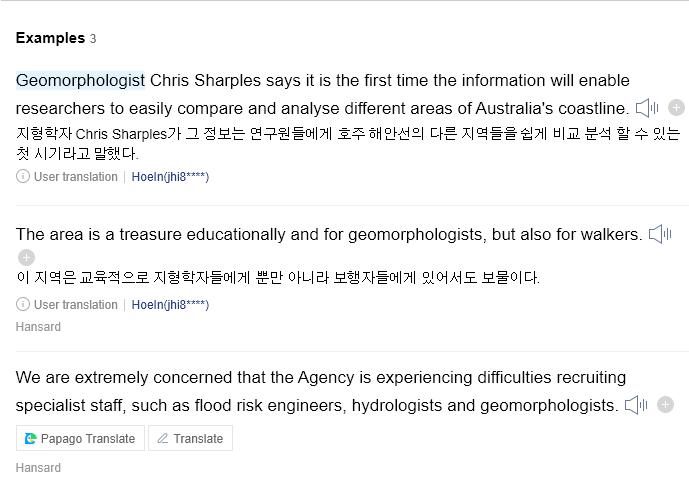 Examples 3
Geomorphologist Chris Sharples says it is the first time the information will enable
researchers to easily compare and analyse different areas of Australia's coastline.
지형학자 Chris Sharples가 그 정보는 연구원들에게 호주 해안선의 다른 지역들을 쉽게 비교 분석 할 수 있는
첫 시기라고 말했다.
User translation | HoeIn(jhi8****)
The area is a treasure educationally and for geomorphologists, but also for walkers.
이 지역은 교육적으로 지형학자들에게 뿐만 아니라 보행자들에게 있어서도 보물이다.
User translation | HoeIn(jhi8****)
Hansard
We are extremely concerned that the Agency is experiencing difficulties recruiting
specialist staff, such as flood risk engineers, hydrologists and geomorphologists.
Papago Translate Translate
Hansard